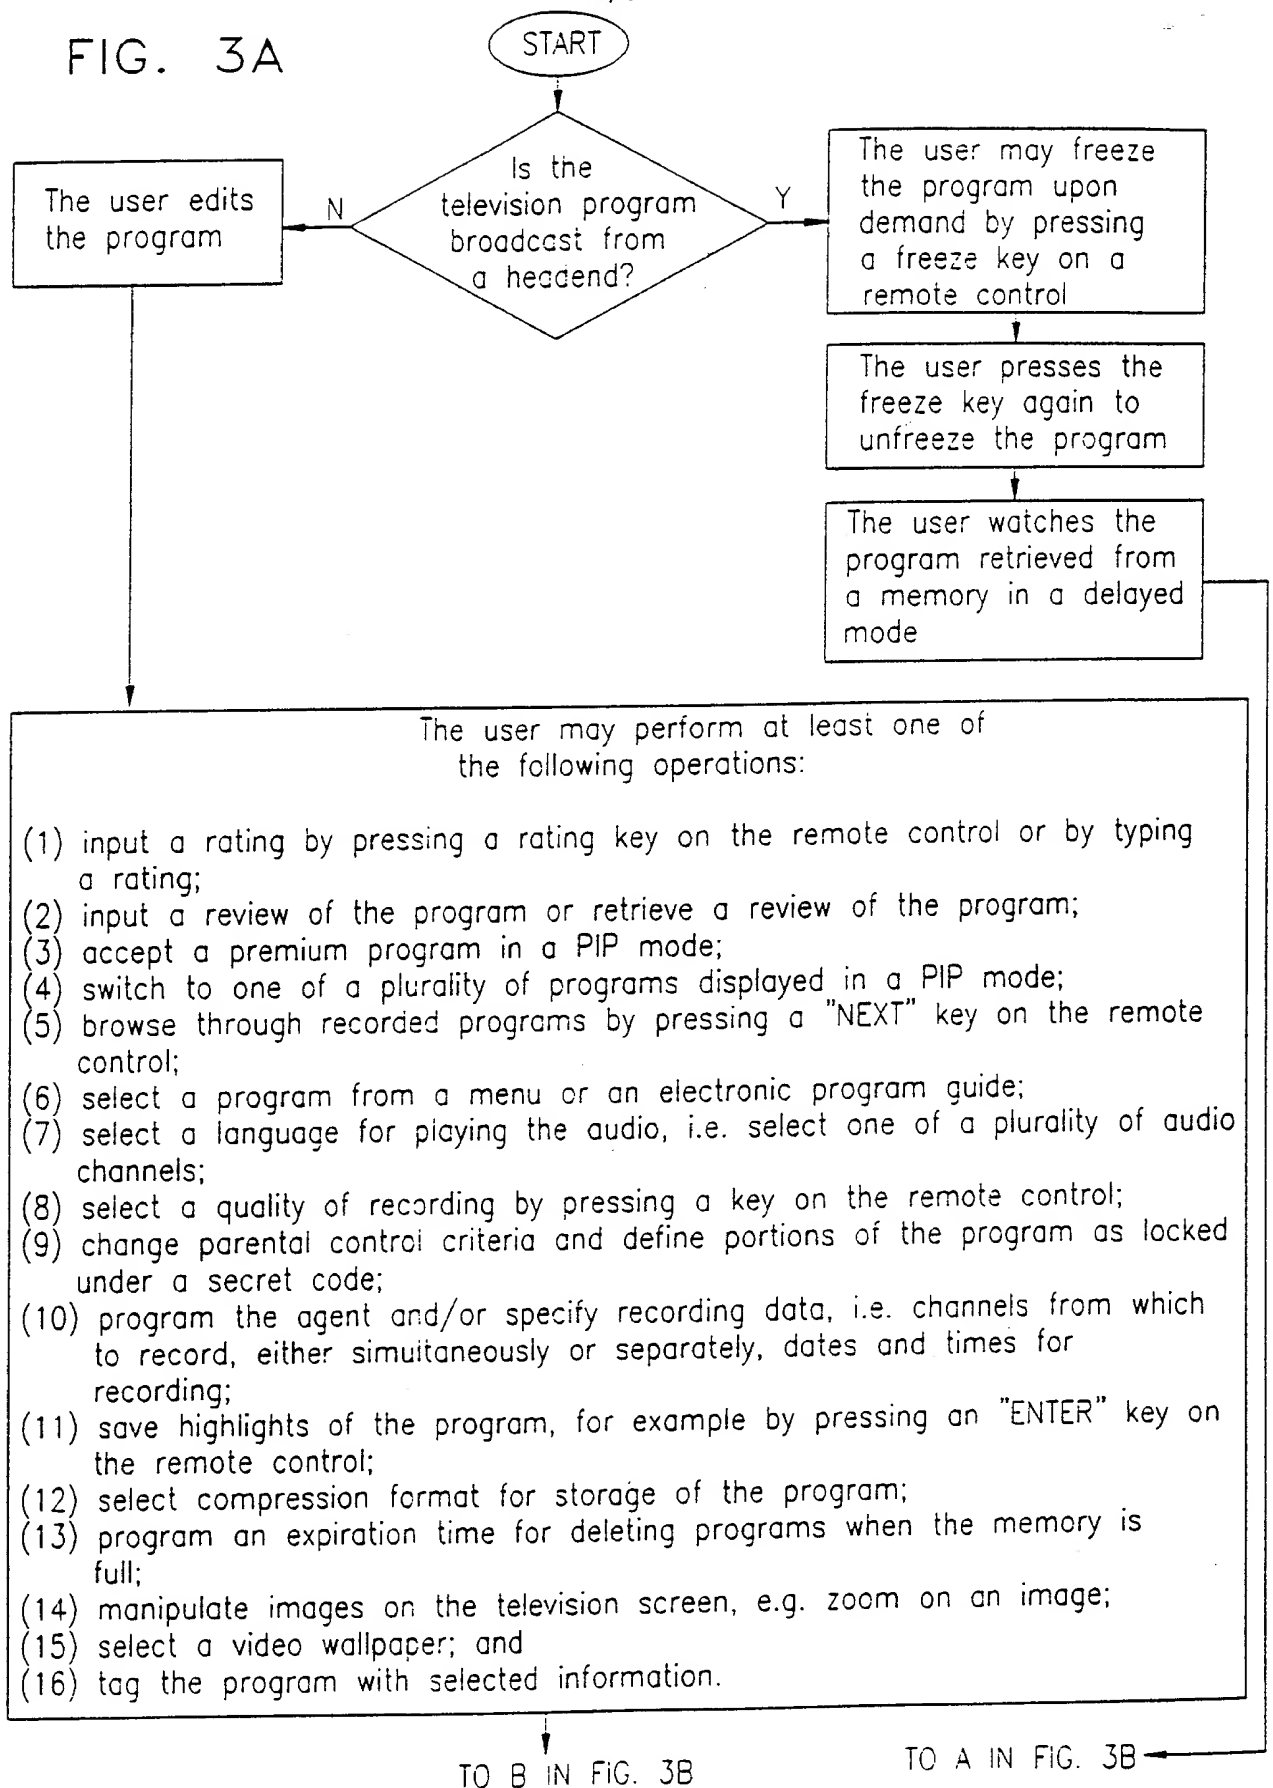 FIG. 3A
START
Is the
television program
broadcast from
a headend?
N
Y
The user edits
the program
The user may freeze
the program upon
demand by pressing
a freeze key on a
remote control
The user presses the
freeze key again to
unfreeze the program
The user watches the
program retrieved from
a memory in a delayed
mode
The user may perform at least one of
the following operations:
(1) input a rating by pressing a rating key on the remote control or by typing
a rating;
(2) input a review of the program or retrieve a review of the program;
(3) accept a premium program in a PIP mode;
(4) switch to one of a plurality of programs displayed in a PIP mode;
(5) browse through recorded programs by pressing a "NEXT" key on the remote
control;
(6) select a program from a menu or an electronic program guide;
(7) select a language for playing the audio, i.e. select one of a plurality of audio
channels;
(8) select a quality of recording by pressing a key on the remote control;
(9) change parental control criteria and define portions of the program as locked
under a secret code;
(10) program the agent and/or specify recording data, i.e. channels from which
to record, either simultaneously or separately, dates and times for
recording;
(11) save highlights of the program, for example by pressing an "ENTER" key on
the remote control;
(12) select compression format for storage of the program;
(13) program an expiration time for deleting programs when the memory is
full;
(14) manipulate images on the television screen, e.g. zoom on an image;
(15) select a video wallpaper; and
(16) tag the program with selected information.
TO B IN FIG. 3B
TO A IN FIG. 3B